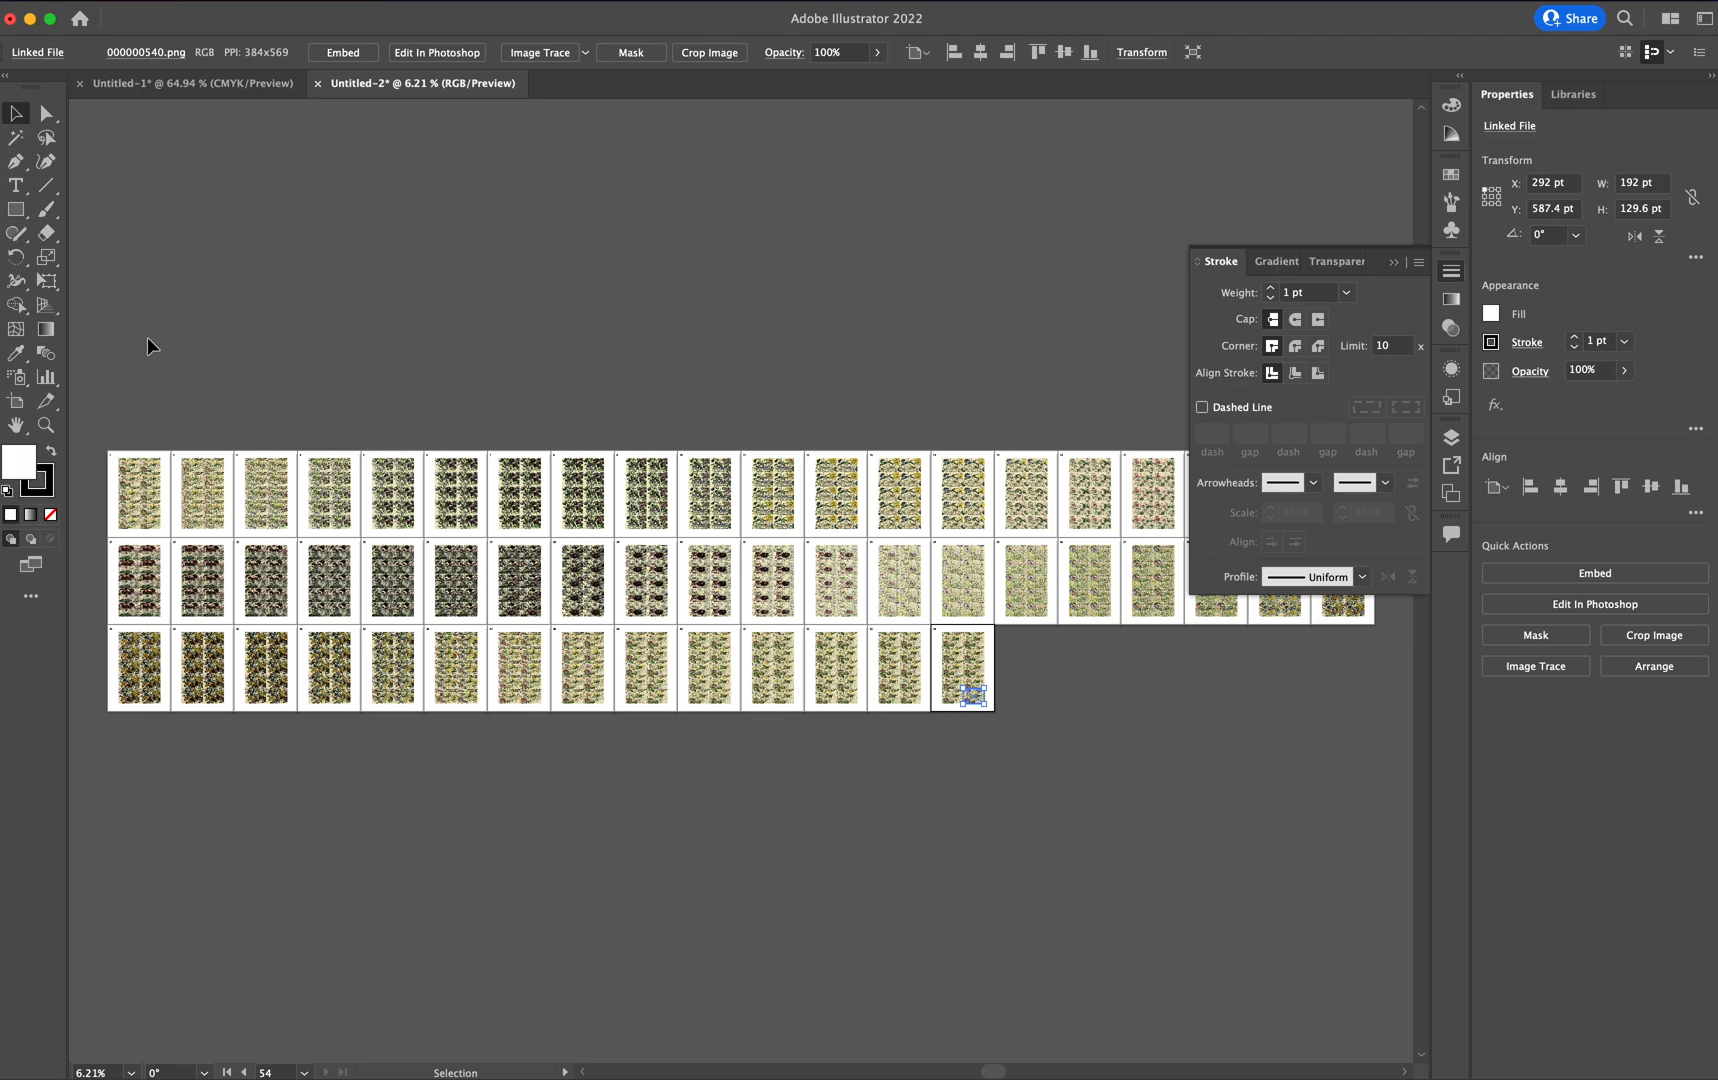 Adobe Illustrator 2022
Share
Linked File
000000540.png
RGB
PPI: 384x569
Embed
Edit In Photoshop
Image Trace
Mask
Crop Image
Opacity:
100%
Transform
Untitled-1* @ 64.94 % (CMYK/Preview)
Untitled-2* @ 6.21 % (RGB/Preview)
Properties
Libraries
Linked File
Transform
X:
292 pt
W:
192 pt
Y:
587.4 pt
H:
129.6 pt
0°
Appearance
Fill
Stroke
1 pt
Opacity
100%
fx.
Align
Quick Actions
Embed
Edit In Photoshop
Mask
Crop Image
Image Trace
Arrange
Stroke
Gradient
Transparer
Weight:
1 pt
Cap:
Corner:
Limit:
10
x
Align Stroke:
Dashed Line
dash
gap
dash
gap
dash
gap
Arrowheads:
Scale:
100%
100%
Align:
Profile:
Uniform
6.21%
0°
54
Selection